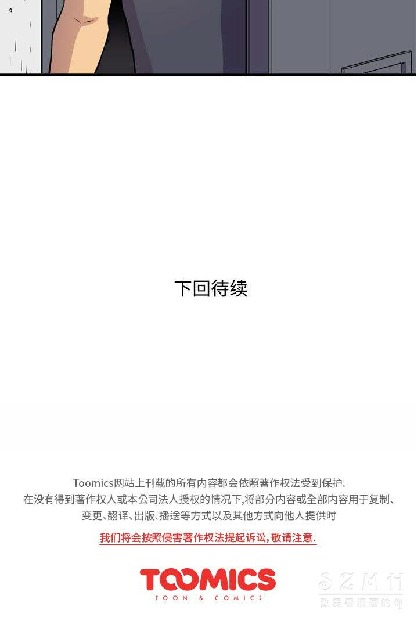 下回待续
Toomics网站上刊载的所有内容都会依照著作权法受到保护.
在没有得到著作权人或本公司法人授权的情况下,将部分内容或全部内容用于复制、
变更、翻译、出版、播送等方式以及其他方式向他人提供时
我们将会按照侵害著作权法提起诉讼,敬请注意.
TOOMICS
TOON & COMICS
SZMH